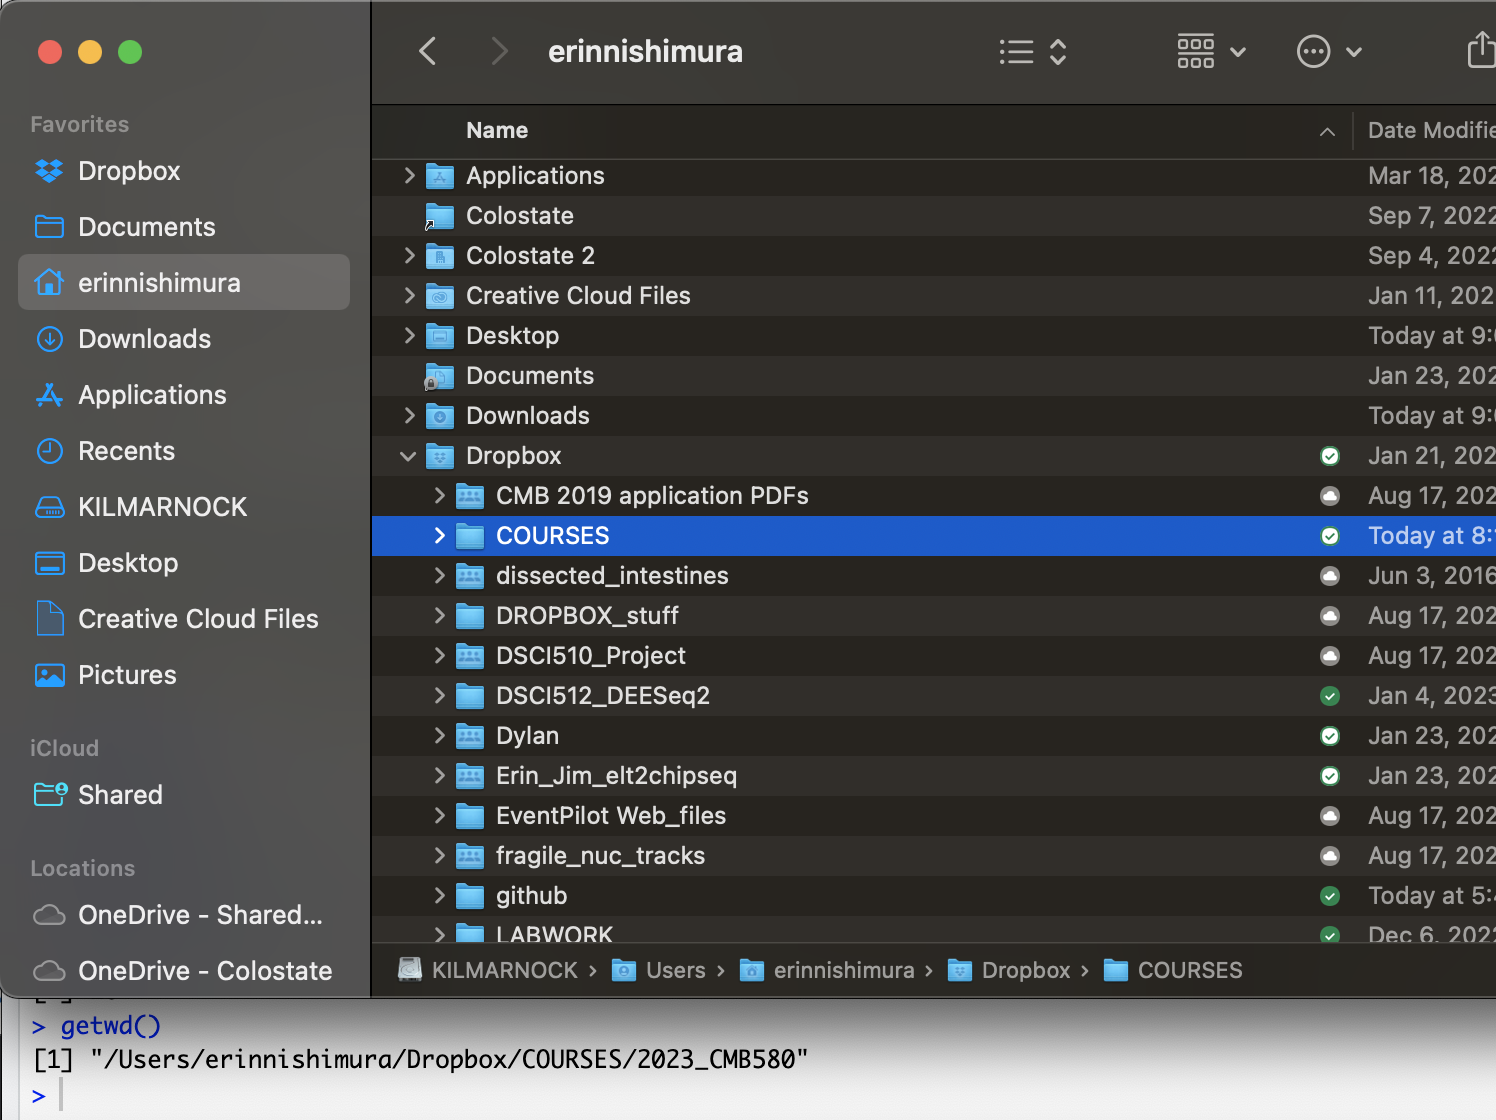 erinnishimura
Favorites
Dropbox
Documents
erinnishimura
Downloads
Applications
Recents
KILMARNOCK
Desktop
Creative Cloud Files
Pictures
iCloud
Shared
Locations
OneDrive - Shared...
OneDrive - Colostate
Name Date Modifie
Applications Mar 18, 202
Colostate Sep 7, 2022
Colostate 2 Sep 4, 2022
Creative Cloud Files Jan 11, 202
Desktop Today at 9:
Documents Jan 23, 202
Downloads Today at 9:
Dropbox Jan 21, 202
CMB 2019 application PDFs Aug 17, 202
COURSES Today at 8:
dissected_intestines Jun 3, 2016
DROPBOX_stuff Aug 17, 202
DSCI510_Project Aug 17, 202
DSCI512_DEESeq2 Jan 4, 2023
Dylan Jan 23, 202
Erin_Jim_elt2chipseq Jan 23, 202
EventPilot Web_files Aug 17, 202
fragile_nuc_tracks Aug 17, 202
github Today at 5:
LABWORK Dec 6, 2022
KILMARNOCK › Users › erinnishimura › Dropbox › COURSES
> getwd()
[1] "/Users/erinnishimura/Dropbox/COURSES/2023_CMB580"
>